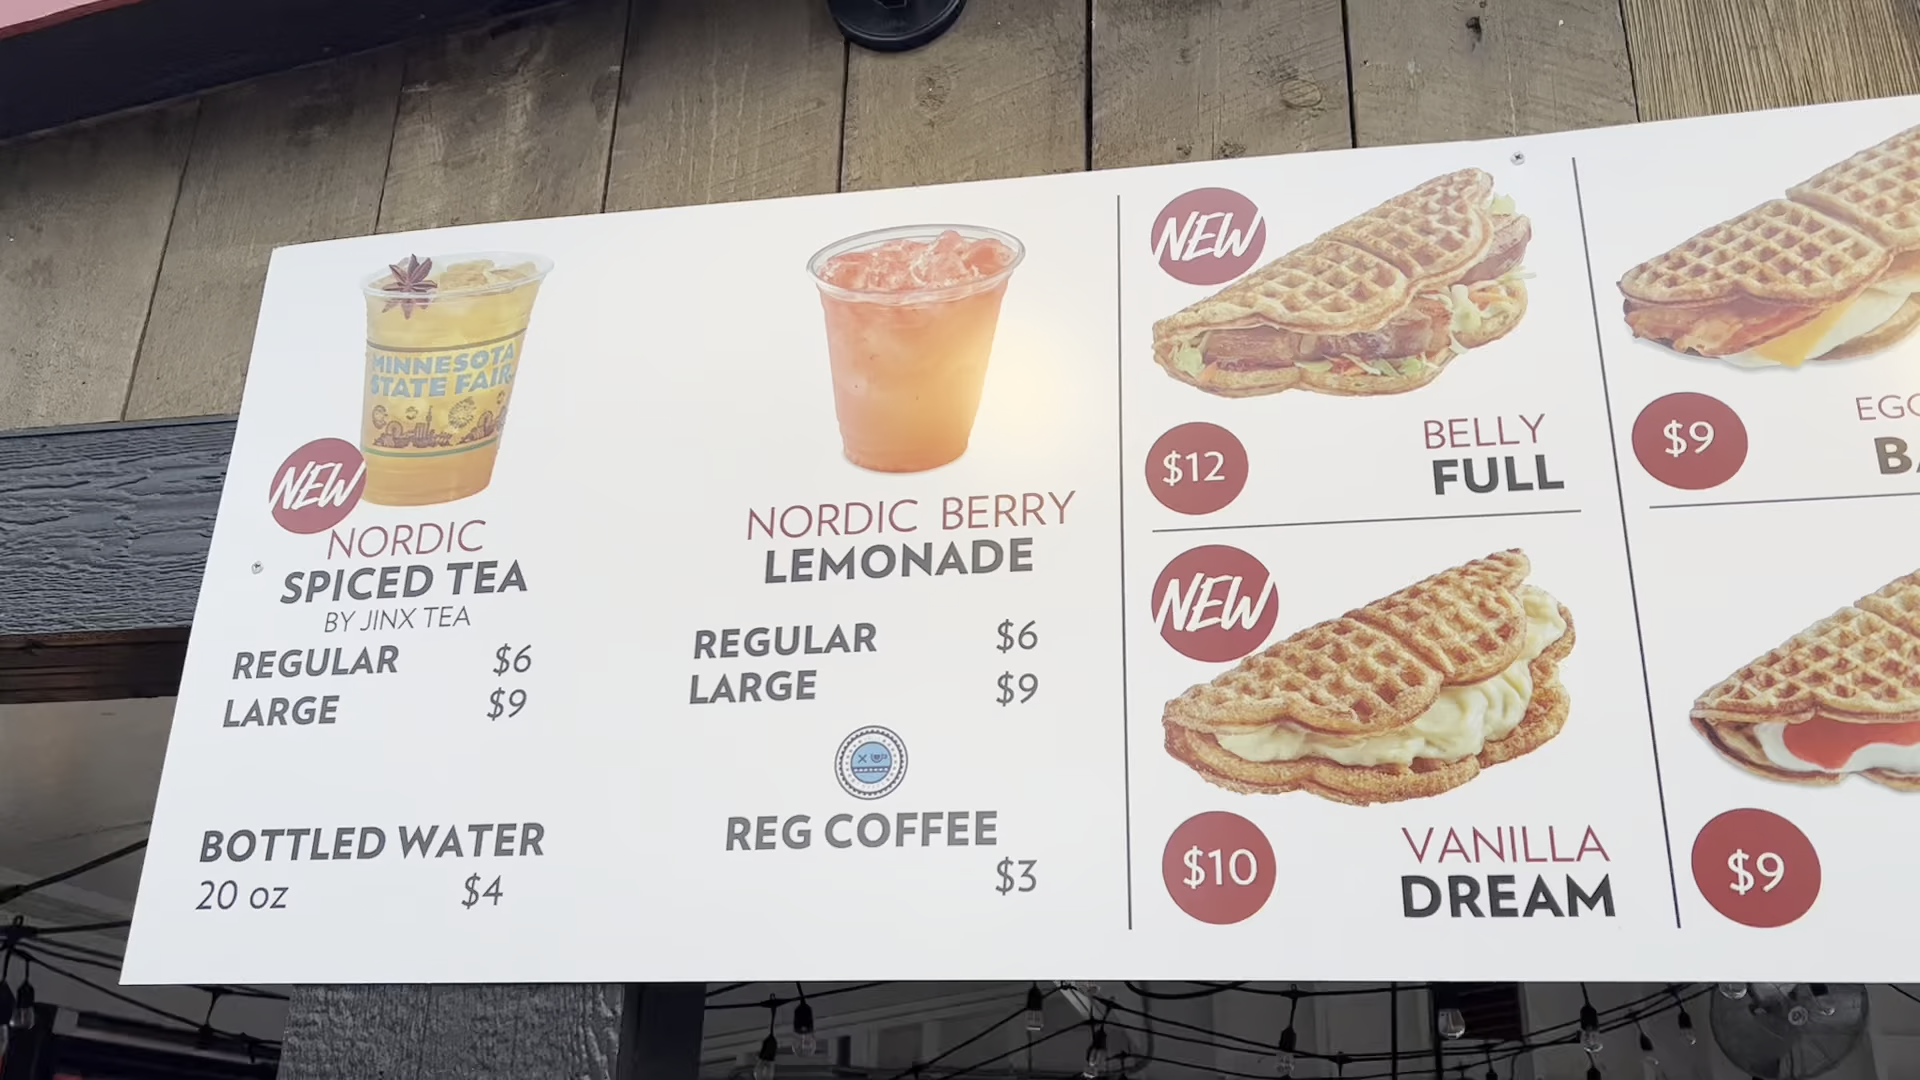 MINNESOTA
STATE FAIR
NEW
NORDIC
SPICED TEA
BY JINX TEA
REGULAR $6
LARGE $9
BOTTLED WATER
20 oz $4
NORDIC BERRY
LEMONADE
REGULAR $6
LARGE $9
REG COFFEE
$3
NEW
$12
BELLY
FULL
NEW
$10
VANILLA
DREAM
$9
$9